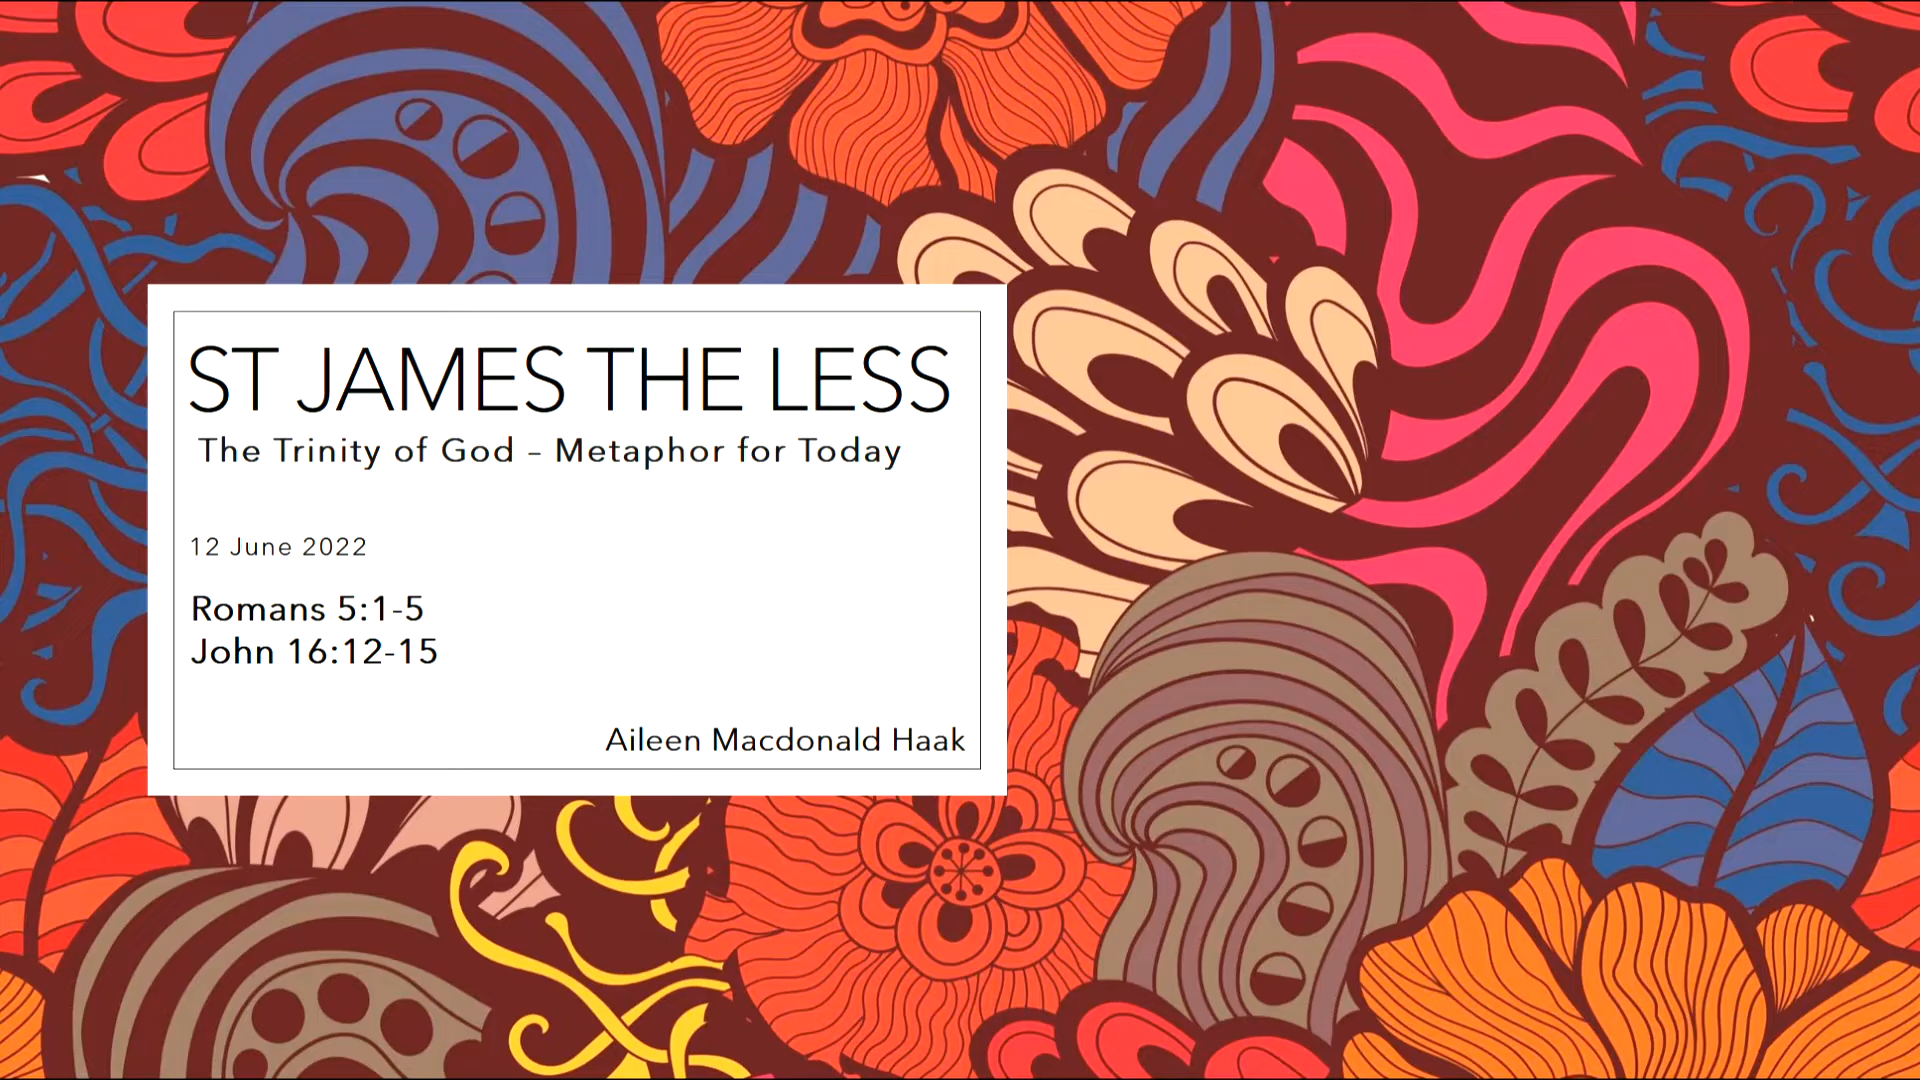 ST JAMES THE LESS
The Trinity of God – Metaphor for Today
12 June 2022
Romans 5:1-5
John 16:12-15
Aileen Macdonald Haak